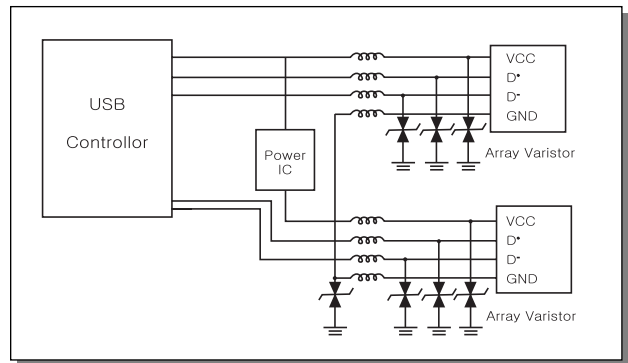 USB
Controllor
Power
IC
VCC
D+
D-
GND
Array Varistor
VCC
D+
D-
GND
Array Varistor